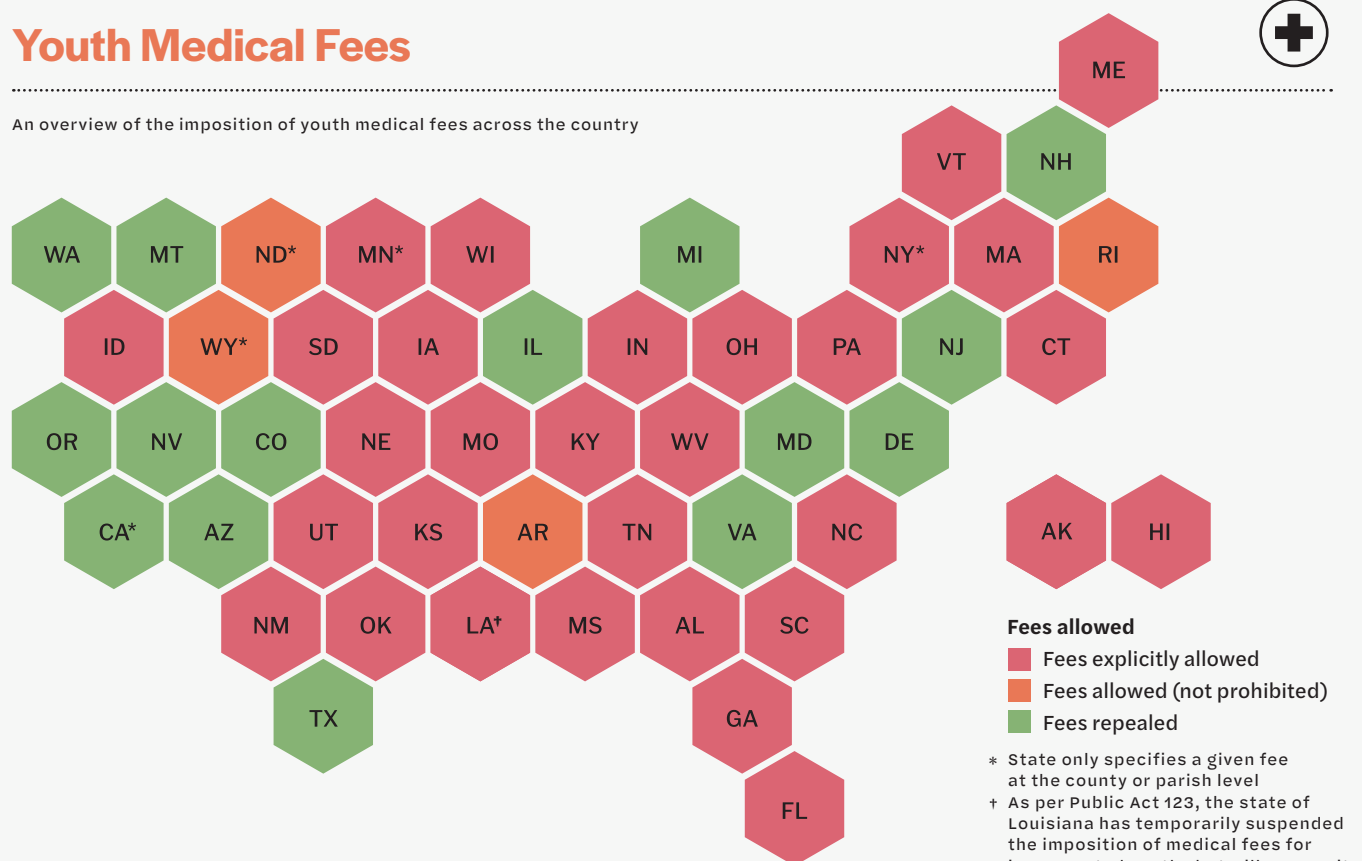 Youth Medical Fees
An overview of the imposition of youth medical fees across the country
ME
VT NH
WA MT ND* MN* WI MI NY* MA RI
ID WY* SD IA IL IN OH PA NJ CT
OR NV CO NE MO KY WV MD DE
CA* AZ UT KS AR TN VA NC AK HI
NM OK LA† MS AL SC
TX GA
FL
Fees allowed
Fees explicitly allowed
Fees allowed (not prohibited)
Fees repealed
* State only specifies a given fee
at the county or parish level
† As per Public Act 123, the state of
Louisiana has temporarily suspended
the imposition of medical fees for